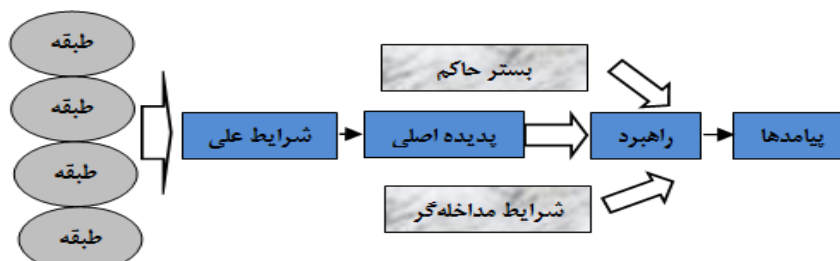 طبقه
طبقه
طبقه
طبقه
بستر حاکم
شرایط علی
پدیده اصلی
راهبرد
پیامدها
شرایط مداخله‌گر